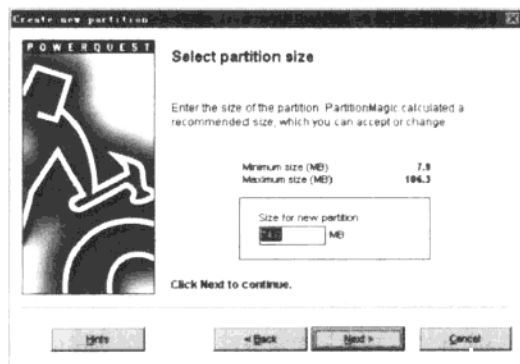 Create new partition
POWERQUEST
Select partition size
Enter the size of the partition. PartitionMagic calculated a
recommended size, which you can accept or change
Minimum size (MB) 7.9
Maximum size (MB) 106.3
Size for new partition
MB
Click Next to continue.
Hints
< Back
Next >
Cancel